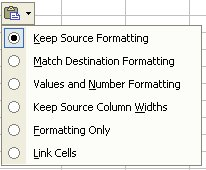 Keep Source Formatting
Match Destination Formatting
Values and Number Formatting
Keep Source Column Widths
Formatting Only
Link Cells